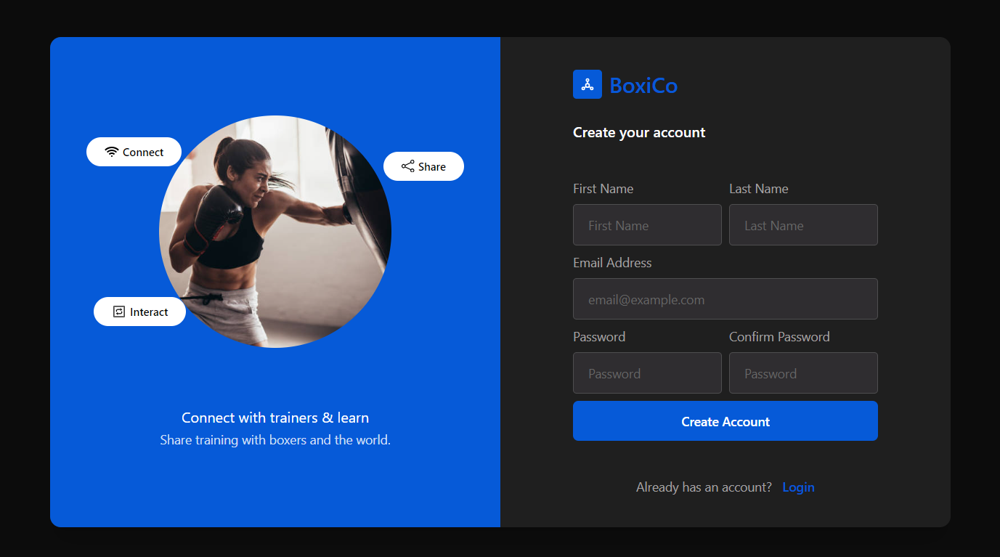 Connect
Share
Interact
Connect with trainers & learn
Share training with boxers and the world.
BoxiCo
Create your account
First Name Last Name
First Name Last Name
Email Address
email@example.com
Password Confirm Password
Password Password
Create Account
Already has an account? Login